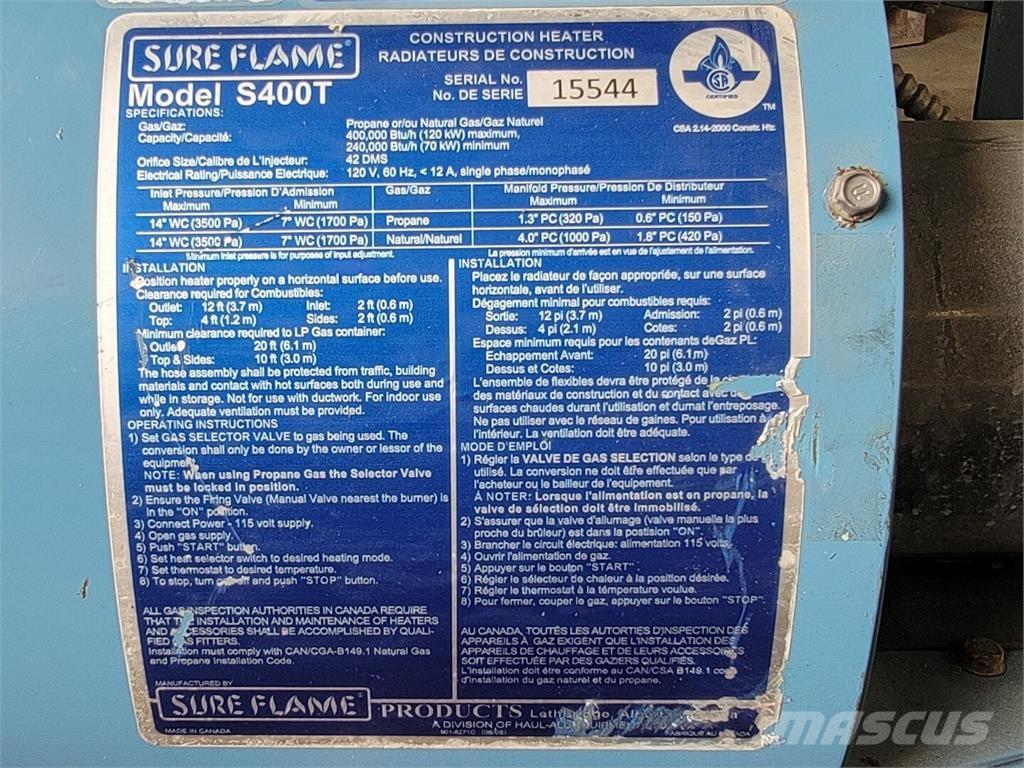 SURE FLAME®
Model S400T
CONSTRUCTION HEATER
RADIATEURS DE CONSTRUCTION
SERIAL No.
No. DE SERIE
15544
CERTIFIED
TM
CSA 2.14-2000 Constr. Htr.
SPECIFICATIONS:
Gas/Gaz: Propane or/ou Natural Gas/Gaz Naturel
Capacity/Capacité: 400,000 Btu/h (120 kW) maximum,
240,000 Btu/h (70 kW) minimum
Orifice Size/Calibre de L'Injecteur: 42 DMS
Electrical Rating/Puissance Electrique: 120 V, 60 Hz, < 12 A, single phase/monophasé
Inlet Pressure/Pression D'Admission Gas/Gaz Manifold Pressure/Pression De Distributeur
Maximum Minimum Maximum Minimum
14" WC (3500 Pa) 7" WC (1700 Pa) Propane 1.3" PC (320 Pa) 0.6" PC (150 Pa)
14" WC (3500 Pa) 7" WC (1700 Pa) Natural/Naturel 4.0" PC (1000 Pa) 1.8" PC (420 Pa)
Minimum inlet pressure is for purposes of input adjustment. La pression minimum d'arrivée est en vue de l'ajustement de l'alimentation.
INSTALLATION
Position heater properly on a horizontal surface before use.
Clearance required for Combustibles:
Outlet: 12 ft (3.7 m) Inlet: 2 ft (0.6 m)
Top: 4 ft (1.2 m) Sides: 2 ft (0.6 m)
Minimum clearance required to LP Gas container:
Outlet 20 ft (6.1 m)
Top & Sides: 10 ft (3.0 m)
The hose assembly shall be protected from traffic, building
materials and contact with hot surfaces both during use and
while in storage. Not for use with ductwork. For indoor use
only. Adequate ventilation must be provided.
OPERATING INSTRUCTIONS
1) Set GAS SELECTOR VALVE to gas being used. The
conversion shall only be done by the owner or lessor of the
equipment.
NOTE: When using Propane Gas the Selector Valve
must be locked in position.
2) Ensure the Firing Valve (Manual Valve nearest the burner) is
in the "ON" position.
3) Connect Power - 115 volt supply.
4) Open gas supply.
5) Push "START" button.
6) Set heat selector switch to desired heating mode.
7) Set thermostat to desired temperature.
8) To stop, turn gas off and push "STOP" button.
ALL GAS INSPECTION AUTHORITIES IN CANADA REQUIRE
THAT THE INSTALLATION AND MAINTENANCE OF HEATERS
AND ACCESSORIES SHALL BE ACCOMPLISHED BY QUALI-
FIED GAS FITTERS.
Installation must comply with CAN/CGA-B149.1 Natural Gas
and Propane Installation Code.
INSTALLATION
Placez le radiateur de façon appropriée, sur une surface
horizontale, avant de l'utiliser.
Dégagement minimal pour combustibles requis:
Sortie: 12 pi (3.7 m) Admission: 2 pi (0.6 m)
Dessus: 4 pi (2.1 m) Cotes: 2 pi (0.6 m)
Espace minimum requis pour les contenants deGaz PL:
Echappement Avant: 20 pi (6.1m)
Dessus et Cotes: 10 pi (3.0 m)
L'ensemble de flexibles devra être protégé de la
des matériaux de construction et du contact avec
surfaces chaudes durant l'utilisation et dumat l'entreposage.
Ne pas utiliser avec le réseau de gaines. Pour utilisation à
l'intérieur. La ventilation doit être adéquate.
MODE D'EMPLOI
1) Régler la VALVE DE GAS SELECTION selon le type de
utilisé. La conversion ne doit être effectuée que par
l'acheteur ou le bailleur de l'equipement.
À NOTER: Lorsque l'alimentation est en propane, la
valve de sélection doit être Immobilisé.
2) S'assurer que la valve d'allumage (valve manuelle la plus
proche du brûleur) est dans la postision "ON".
3) Brancher le circuit électrique: alimentation 115 volts
4) Ouvrir l'alimentation de gaz.
5) Appuyer sur le bouton "START"
6) Régler le sélecteur de chaleur à la position désirée.
7) Régler le thermostat à la température voulue.
8) Pour fermer, couper le gaz, appuyer sur le bouton "STOP".
AU CANADA, TOUTES LES AUTORTIES D'INSPECTION DES
APPAREILS À GAZ EXIGENT QUE L'INSTALLATION DES
APPAREILS DE CHAUFFAGE ET DE LEURS ACCESSOIRES
SOIT EFFECTUÉE PAR DES GAZIERS QUALIFIÉS.
L'installation doit être conforme au CAN/CSA B149.1
d'installation du gaz naturel et du propane.
MANUFACTURED BY
SURE FLAME® PRODUCTS Lethbridge, Alberta, Canada
A DIVISION OF HAUL-ALL EQUIPMENT
MADE IN CANADA 901-62710 (06/08) FABRIQUE AU CANADA
MASCUS